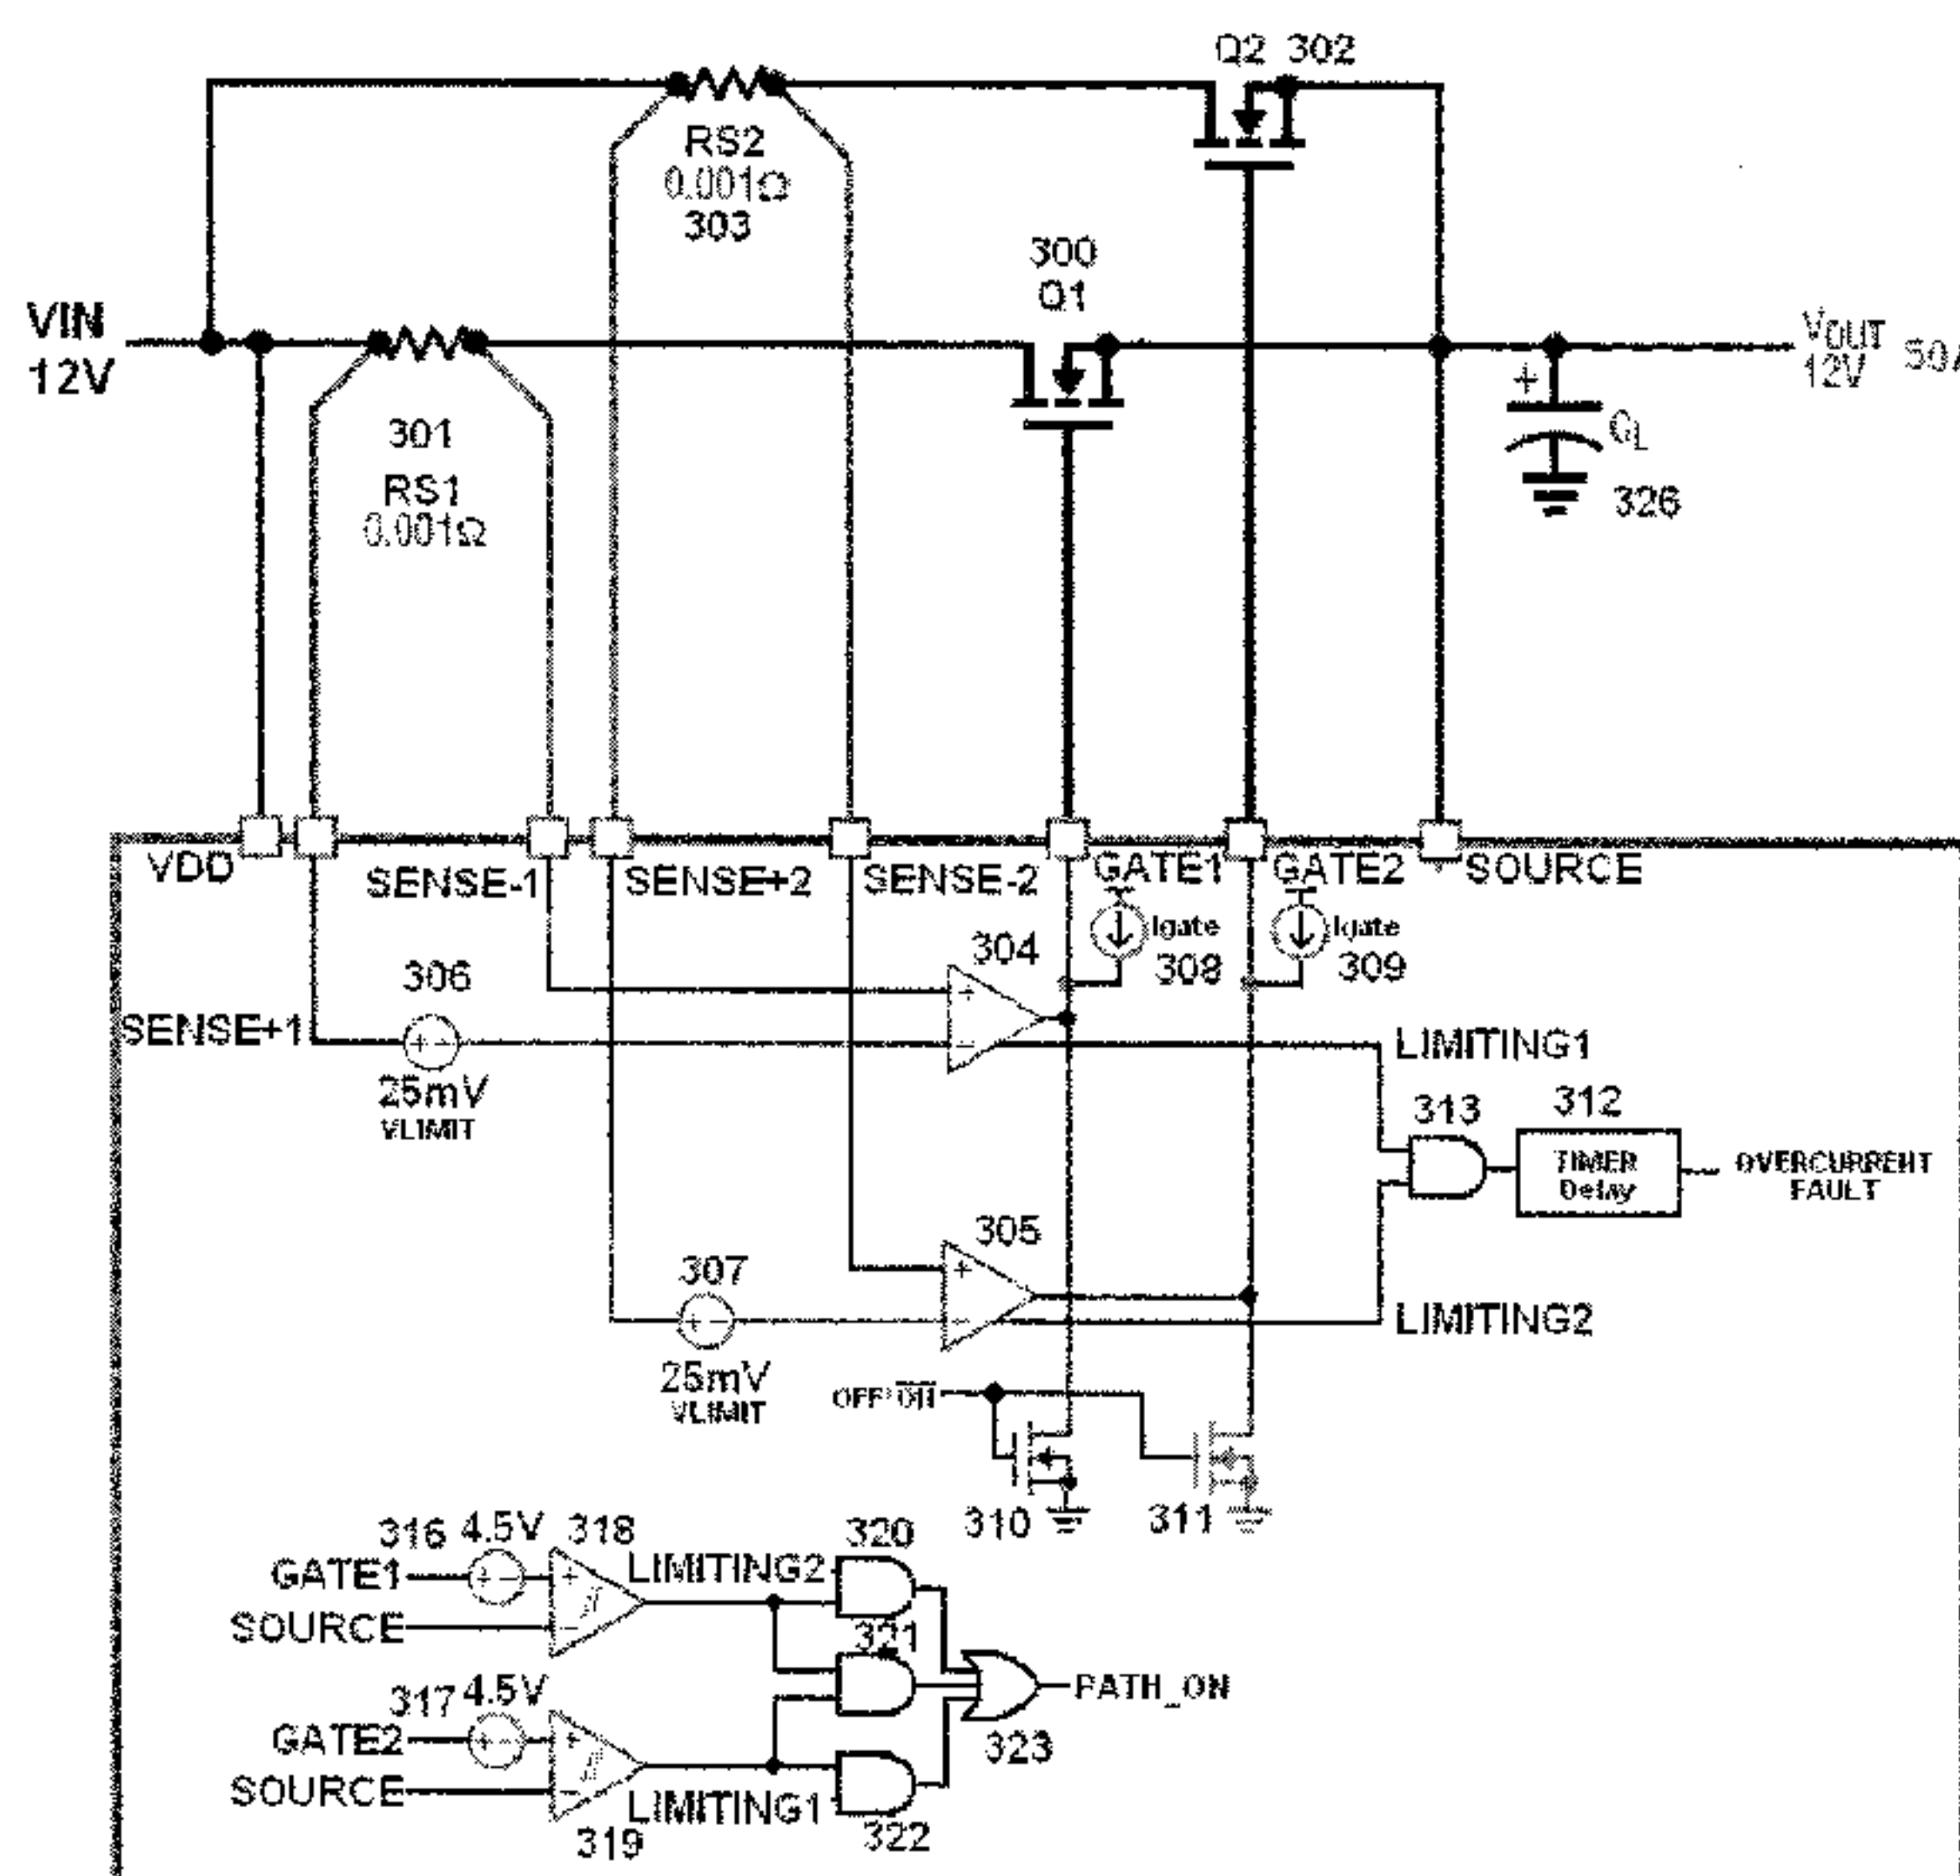 Q2 302
RS2
0.001Ω
303
300
Q1
VIN
12V
VOUT
12V
301
RS1
0.001Ω
+
CL
326
VDD
SENSE-1
SENSE+2
SENSE-2
GATE1
GATE2
SOURCE
Igate
308
Igate
309
304
306
SENSE+1
25mV
VLIMIT
LIMITING1
313
312
TIMER
Delay
OVERCURRENT
FAULT
305
307
25mV
VLIMIT
LIMITING2
OFF/ON
310
311
316
4.5V
318
320
GATE1
LIMITING2
SOURCE
321
317
4.5V
PATH_ON
GATE2
323
SOURCE
LIMITING1
319
322